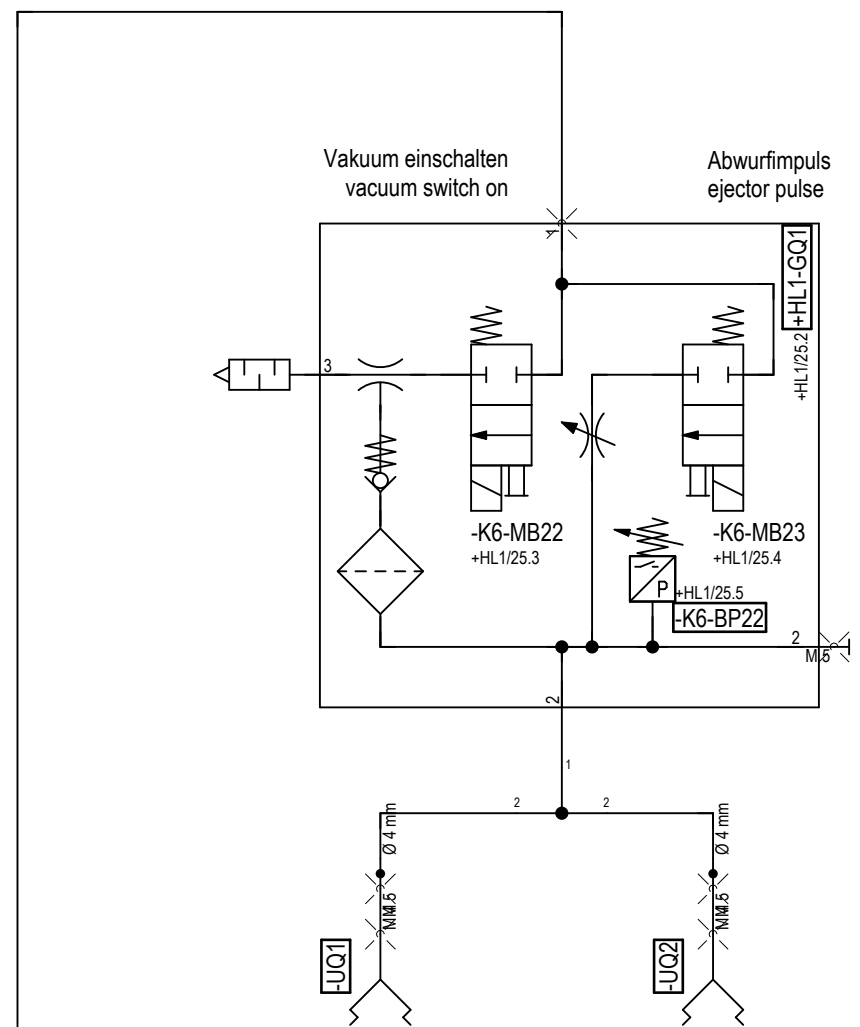 Vakuum einschalten
vacuum switch on
Abwurfimpuls
ejector pulse
1
+HL1-GQ1
+HL1/25.2
3
-K6-MB22
+HL1/25.3
-K6-MB23
+HL1/25.4
+HL1/25.5
P
-K6-BP22
2
M5
2
1
2
2
Ø 4 mm
Ø 4 mm
-UQ1
-UQ2